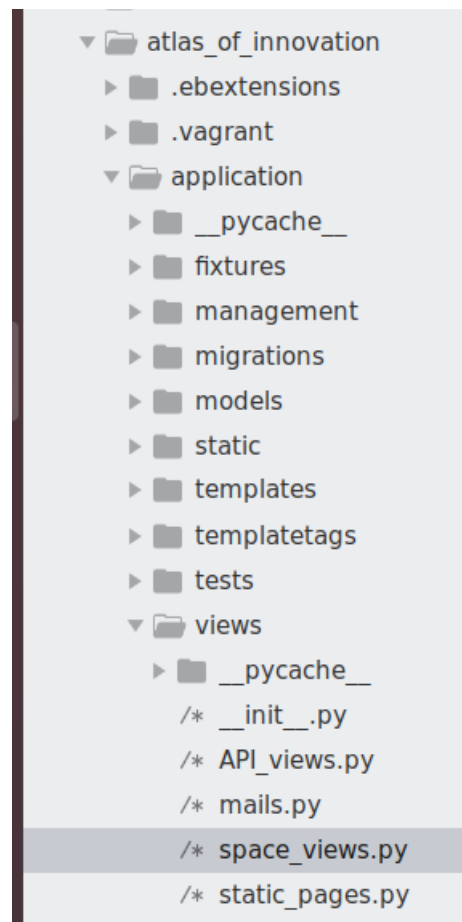 atlas_of_innovation
.ebextensions
.vagrant
application
__pycache__
fixtures
management
migrations
models
static
templates
templatetags
tests
views
__pycache__
/* __init__.py
/* API_views.py
/* mails.py
/* space_views.py
/* static_pages.py